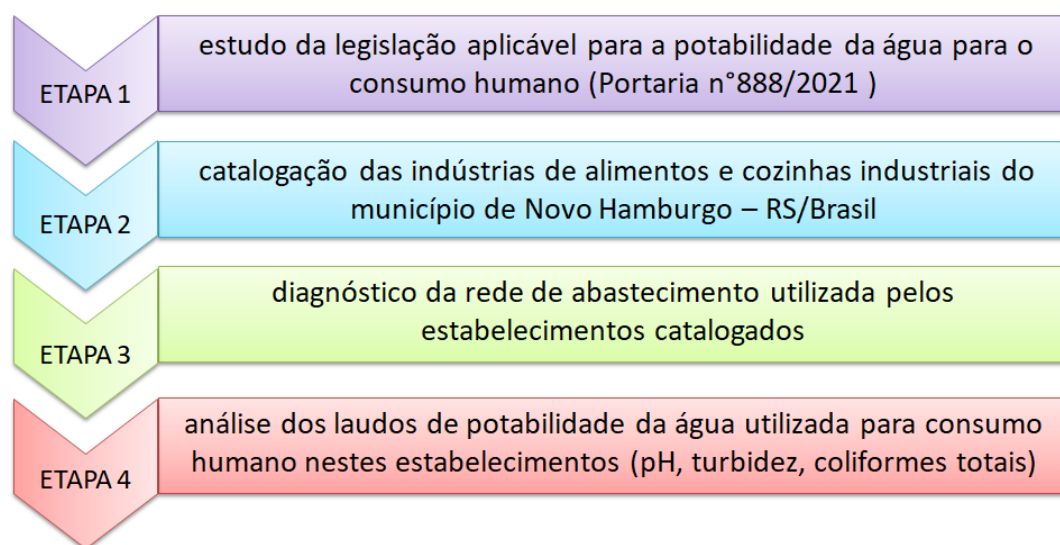 ETAPA 1
estudo da legislação aplicável para a potabilidade da água para o
consumo humano (Portaria n°888/2021 )
ETAPA 2
catalogação das indústrias de alimentos e cozinhas industriais do
município de Novo Hamburgo – RS/Brasil
ETAPA 3
diagnóstico da rede de abastecimento utilizada pelos
estabelecimentos catalogados
ETAPA 4
análise dos laudos de potabilidade da água utilizada para consumo
humano nestes estabelecimentos (pH, turbidez, coliformes totais)